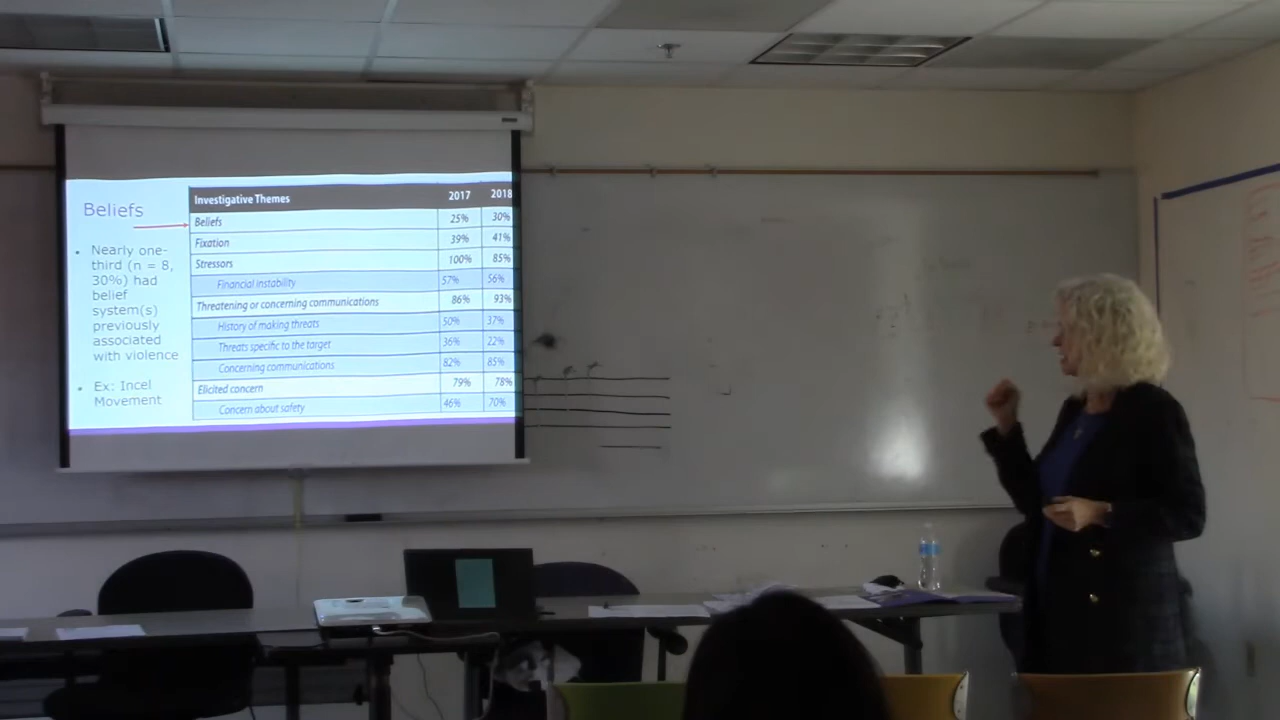 Beliefs
• Nearly one-
third (n = 8,
30%) had
belief
system(s)
previously
associated
with violence
• Ex: Incel
Movement
Investigative Themes 2017 2018
Beliefs 25% 30%
Fixation 39% 41%
Stressors 100% 85%
Financial instability 57% 56%
Threatening or concerning communications 86% 93%
History of making threats 50% 37%
Threats specific to the target 36% 22%
Concerning communications 82% 85%
Elicited concern 79% 78%
Concern about safety 46% 70%